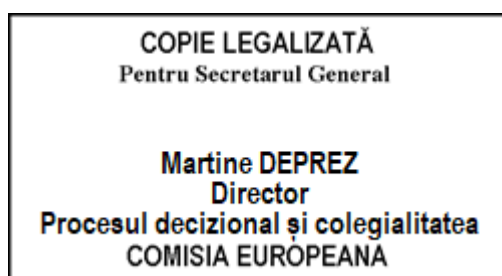 COPIE LEGALIZATĂ
Pentru Secretarul General
Martine DEPREZ
Director
Procesul decizional și colegialitatea
COMISIA EUROPEANA